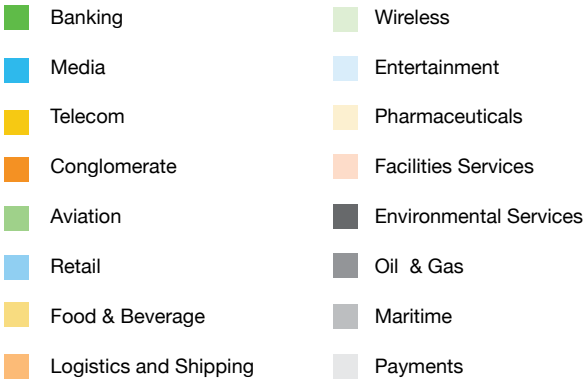 Banking
Media
Telecom
Conglomerate
Aviation
Retail
Food & Beverage
Logistics and Shipping
Wireless
Entertainment
Pharmaceuticals
Facilities Services
Environmental Services
Oil & Gas
Maritime
Payments